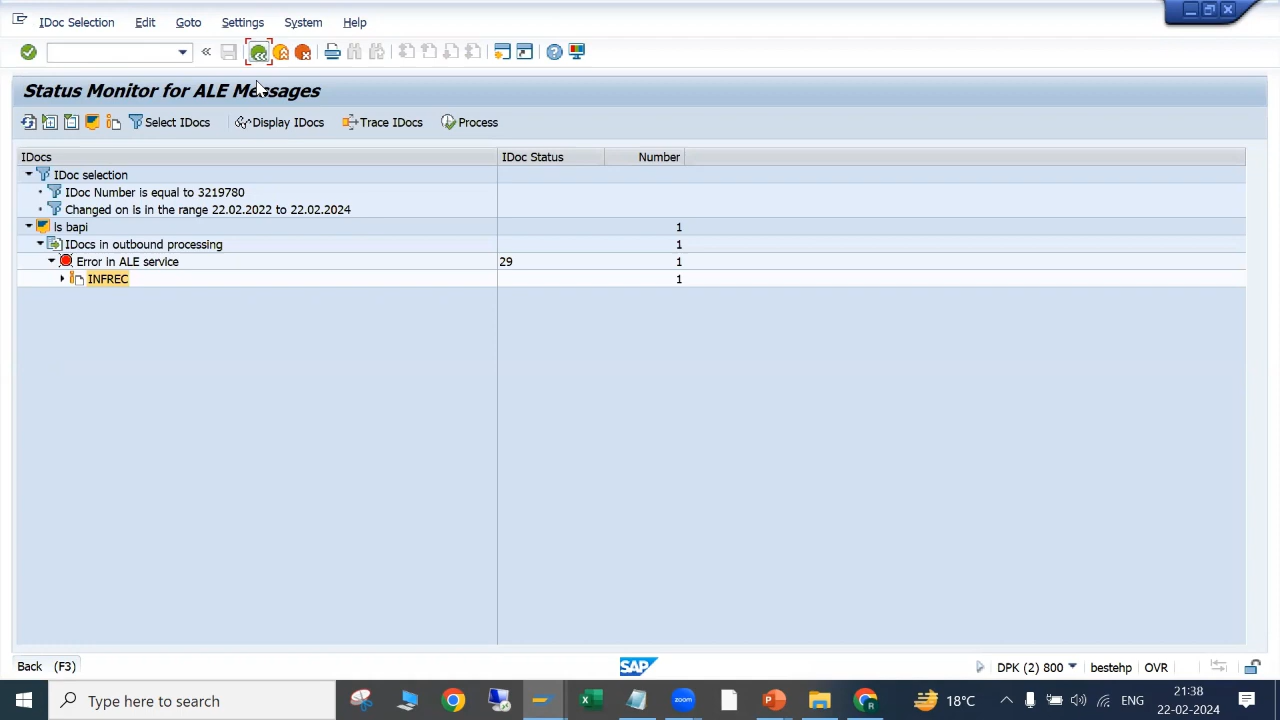 IDoc Selection Edit Goto Settings System Help
Status Monitor for ALE Messages
Select IDocs Display IDocs Trace IDocs Process
IDocs IDoc Status Number
IDoc selection
IDoc Number is equal to 3219780
Changed on is in the range 22.02.2022 to 22.02.2024
ls bapi 1
IDocs in outbound processing 1
Error in ALE service 29 1
INFREC 1
Back (F3) SAP DPK (2) 800 bestehp OVR
Type here to search zoom 18°C ENG
21:38
22-02-2024